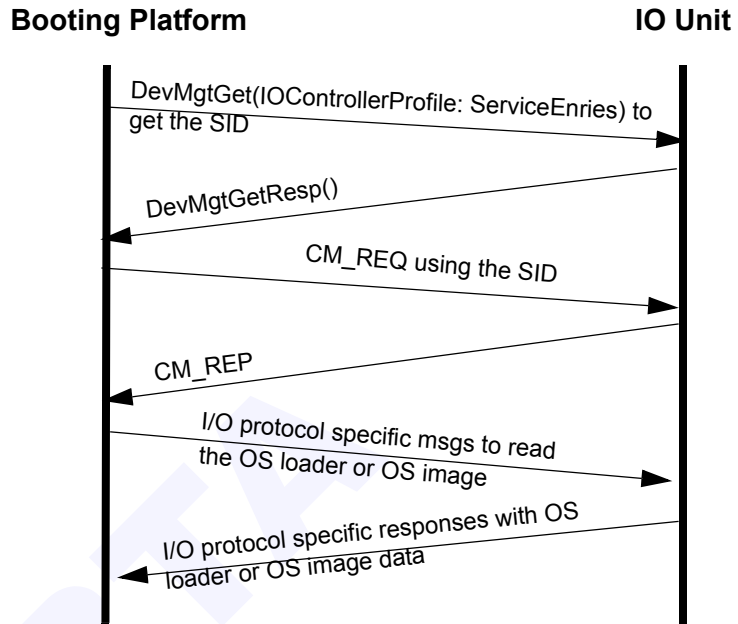 Booting Platform
IO Unit
DevMgtGet(IOControllerProfile: ServiceEnries) to
get the SID
DevMgtGetResp()
CM_REQ using the SID
CM_REP
I/O protocol specific msgs to read
the OS loader or OS image
I/O protocol specific responses with OS
loader or OS image data